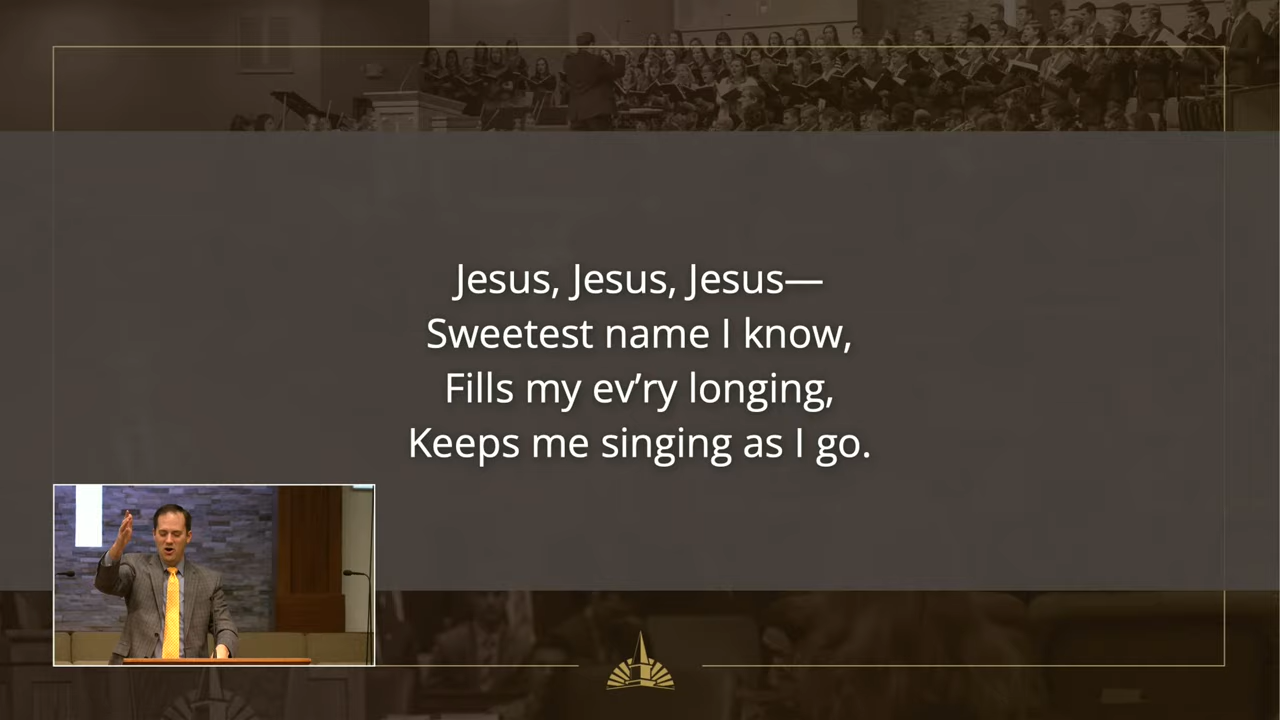 Jesus, Jesus, Jesus—
Sweetest name I know,
Fills my ev’ry longing,
Keeps me singing as I go.